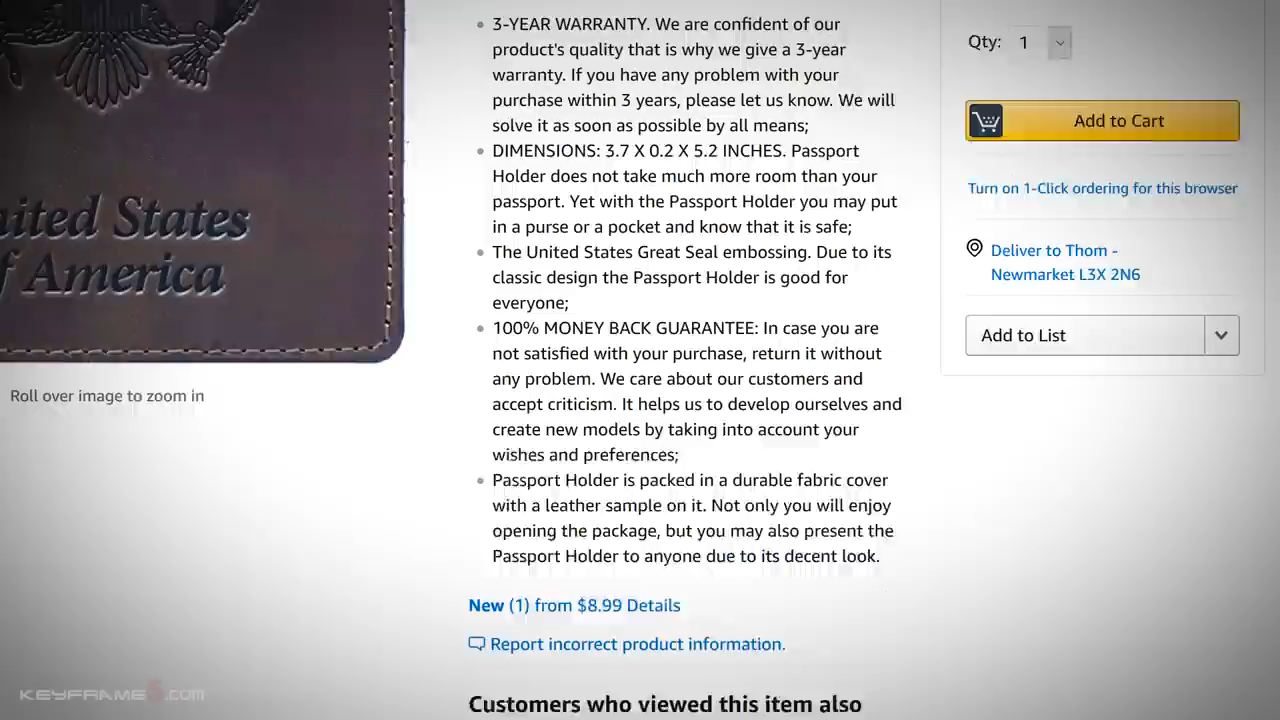 3-YEAR WARRANTY. We are confident of our
product's quality that is why we give a 3-year
warranty. If you have any problem with your
purchase within 3 years, please let us know. We will
solve it as soon as possible by all means;
DIMENSIONS: 3.7 X 0.2 X 5.2 INCHES. Passport
Holder does not take much more room than your
passport. Yet with the Passport Holder you may put
in a purse or a pocket and know that it is safe;
The United States Great Seal embossing. Due to its
classic design the Passport Holder is good for
everyone;
100% MONEY BACK GUARANTEE: In case you are
not satisfied with your purchase, return it without
any problem. We care about our customers and
accept criticism. It helps us to develop ourselves and
create new models by taking into account your
wishes and preferences;
Passport Holder is packed in a durable fabric cover
with a leather sample on it. Not only you will enjoy
opening the package, but you may also present the
Passport Holder to anyone due to its decent look.
New (1) from $8.99 Details
Report incorrect product information.
Customers who viewed this item also
Qty: 1
Add to Cart
Turn on 1-Click ordering for this browser
Deliver to Thom -
Newmarket L3X 2N6
Add to List
nited States
f America
Roll over image to zoom in
KEYFRAME5.COM